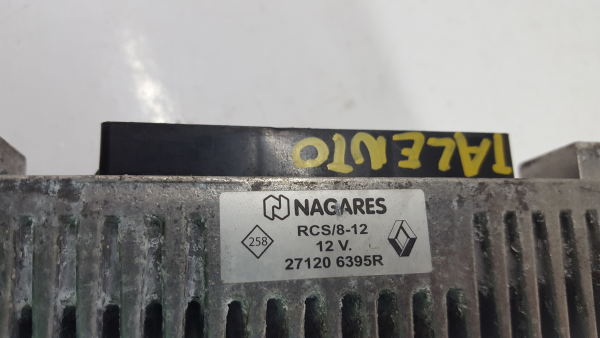 TALENTO
NAGARES
RCS/8-12
258
12 V.
27120 6395R